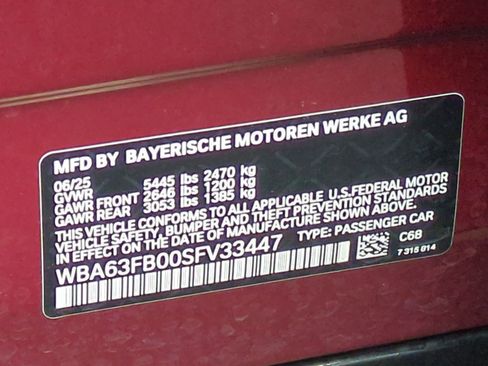 MFD BY BAYERISCHE MOTOREN WERKE AG
06/25
GVWR 5445 lbs 2470 kg
GAWR FRONT 2646 lbs 1200 kg
GAWR REAR 3053 lbs 1385 kg
THIS VEHICLE CONFORMS TO ALL APPLICABLE U.S.FEDERAL MOTOR
VEHICLE SAFETY, BUMPER AND THEFT PREVENTION STANDARDS
IN EFFECT ON THE DATE OF MANUFACTURE SHOWN ABOVE.
WBA63FB00SFV33447 TYPE: PASSENGER CAR
C68
7 315 014